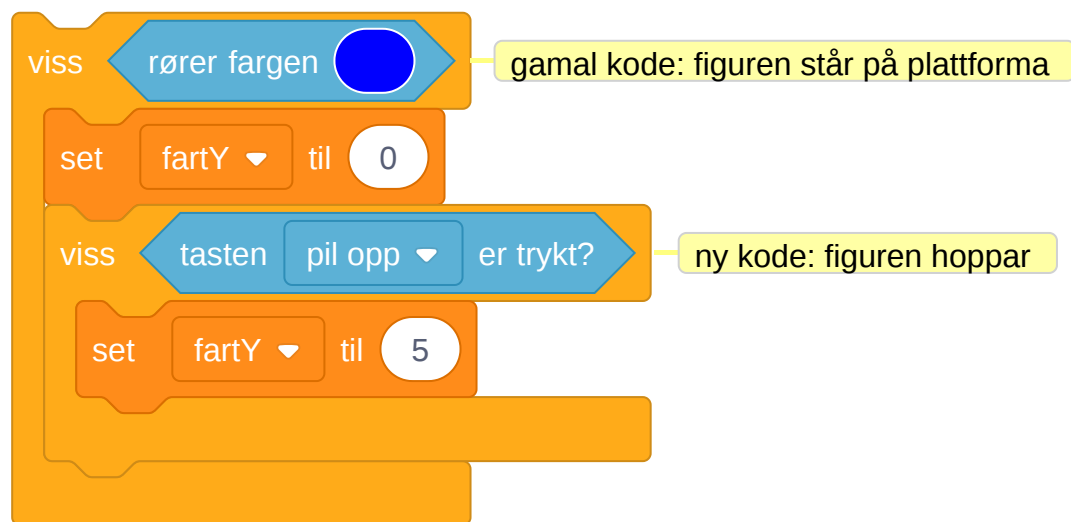 viss rører fargen gamal kode: figuren står på plattforma
set fartY til 0
viss tasten pil opp er trykt? ny kode: figuren hoppar
set fartY til 5